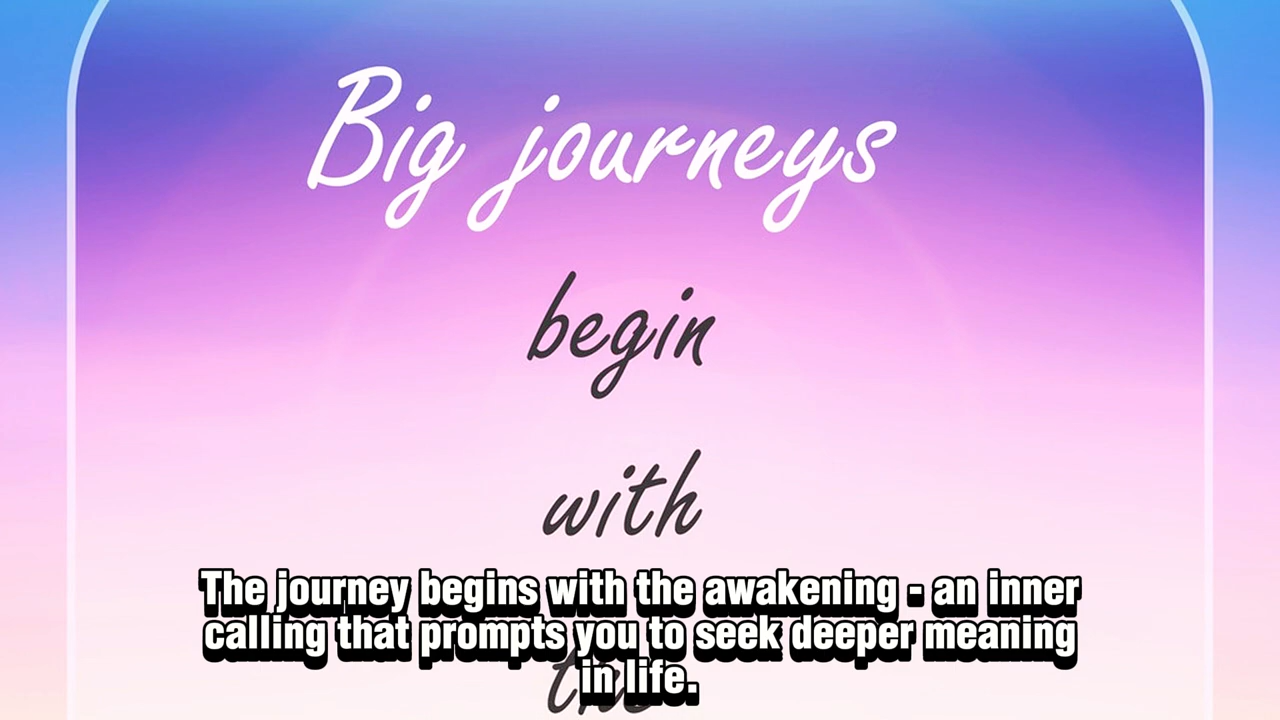 Big journeys
begin
with
the
The journey begins with the awakening - an inner
calling that prompts you to seek deeper meaning
in life.